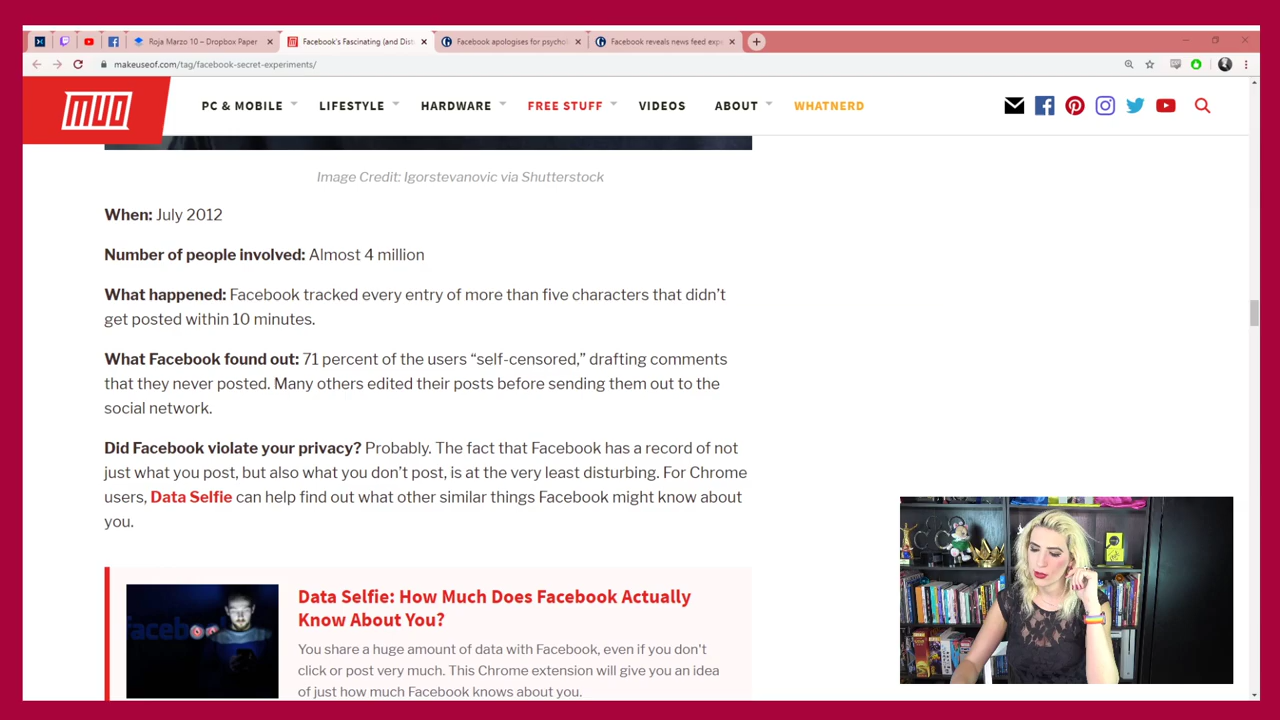 Roja Marzo 10 – Dropbox Paper
Facebook's Fascinating (and Dist
Facebook apologises for psychol
Facebook reveals news feed expe
makeuseof.com/tag/facebook-secret-experiments/
MUO
PC & MOBILE
LIFESTYLE
HARDWARE
FREE STUFF
VIDEOS
ABOUT
WHATNERD
Image Credit: Igorstevanovic via Shutterstock
When: July 2012
Number of people involved: Almost 4 million
What happened: Facebook tracked every entry of more than five characters that didn’t
get posted within 10 minutes.
What Facebook found out: 71 percent of the users “self-censored,” drafting comments
that they never posted. Many others edited their posts before sending them out to the
social network.
Did Facebook violate your privacy? Probably. The fact that Facebook has a record of not
just what you post, but also what you don’t post, is at the very least disturbing. For Chrome
users, Data Selfie can help find out what other similar things Facebook might know about
you.
Data Selfie: How Much Does Facebook Actually
Know About You?
You share a huge amount of data with Facebook, even if you don't
click or post very much. This Chrome extension will give you an idea
of just how much Facebook knows about you.